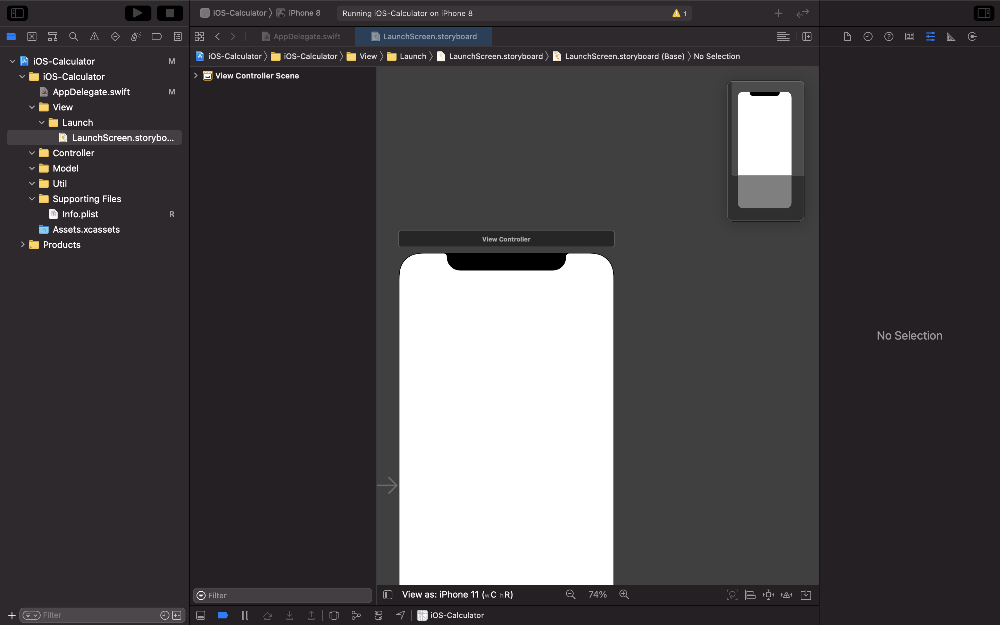 iOS-Calculator
iPhone 8
Running iOS-Calculator on iPhone 8
1
AppDelegate.swift
LaunchScreen.storyboard
iOS-Calculator
iOS-Calculator
View
Launch
LaunchScreen.storyboard
LaunchScreen.storyboard (Base)
No Selection
iOS-Calculator
M
iOS-Calculator
AppDelegate.swift
M
View
Launch
LaunchScreen.storybo...
Controller
Model
Util
Supporting Files
Info.plist
R
Assets.xcassets
Products
Filter
View Controller Scene
Filter
View Controller
View as: iPhone 11 (wC hR)
74%
iOS-Calculator
No Selection